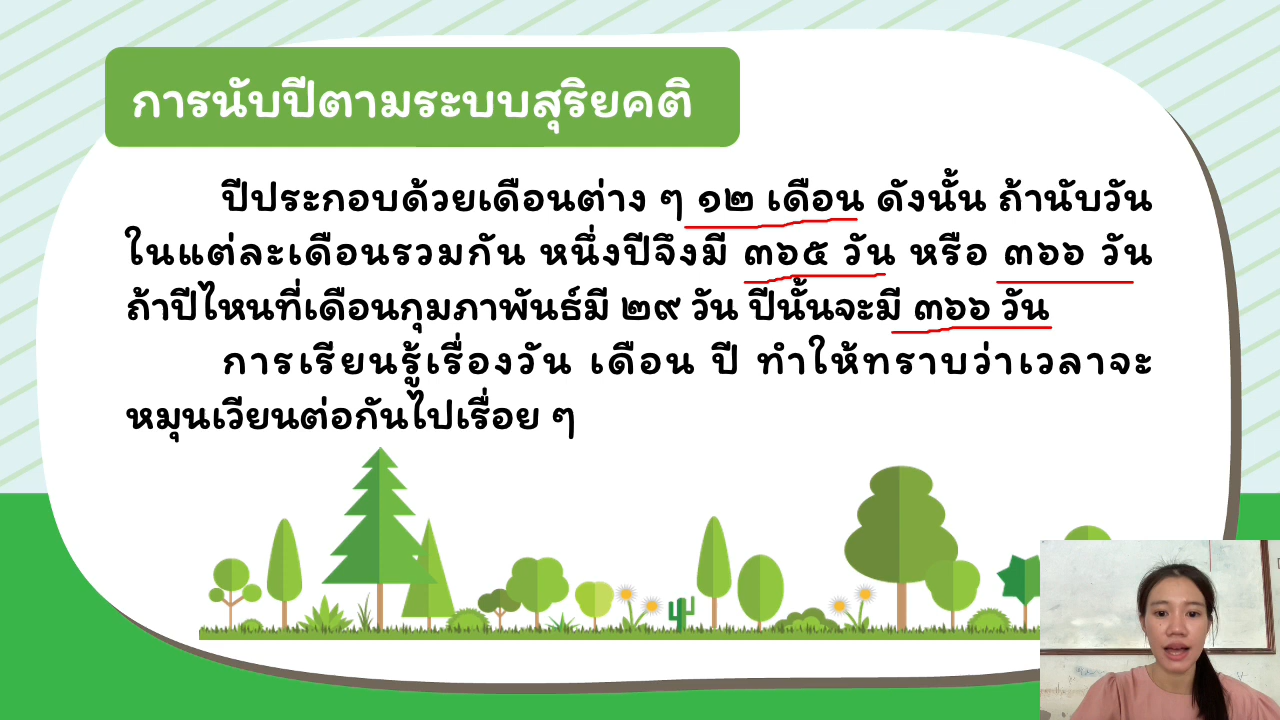 การนับปีตามระบบสุริยคติ
ปีประกอบด้วยเดือนต่าง ๆ ๑๒ เดือน ดังนั้น ถ้านับวัน
ในแต่ละเดือนรวมกัน หนึ่งปีจึงมี ๓๖๕ วัน หรือ ๓๖๖ วัน
ถ้าปีไหนที่เดือนกุมภาพันธ์มี ๒๙ วัน ปีนั้นจะมี ๓๖๖ วัน
การเรียนรู้เรื่องวัน เดือน ปี ทำให้ทราบว่าเวลาจะ
หมุนเวียนต่อกันไปเรื่อย ๆ